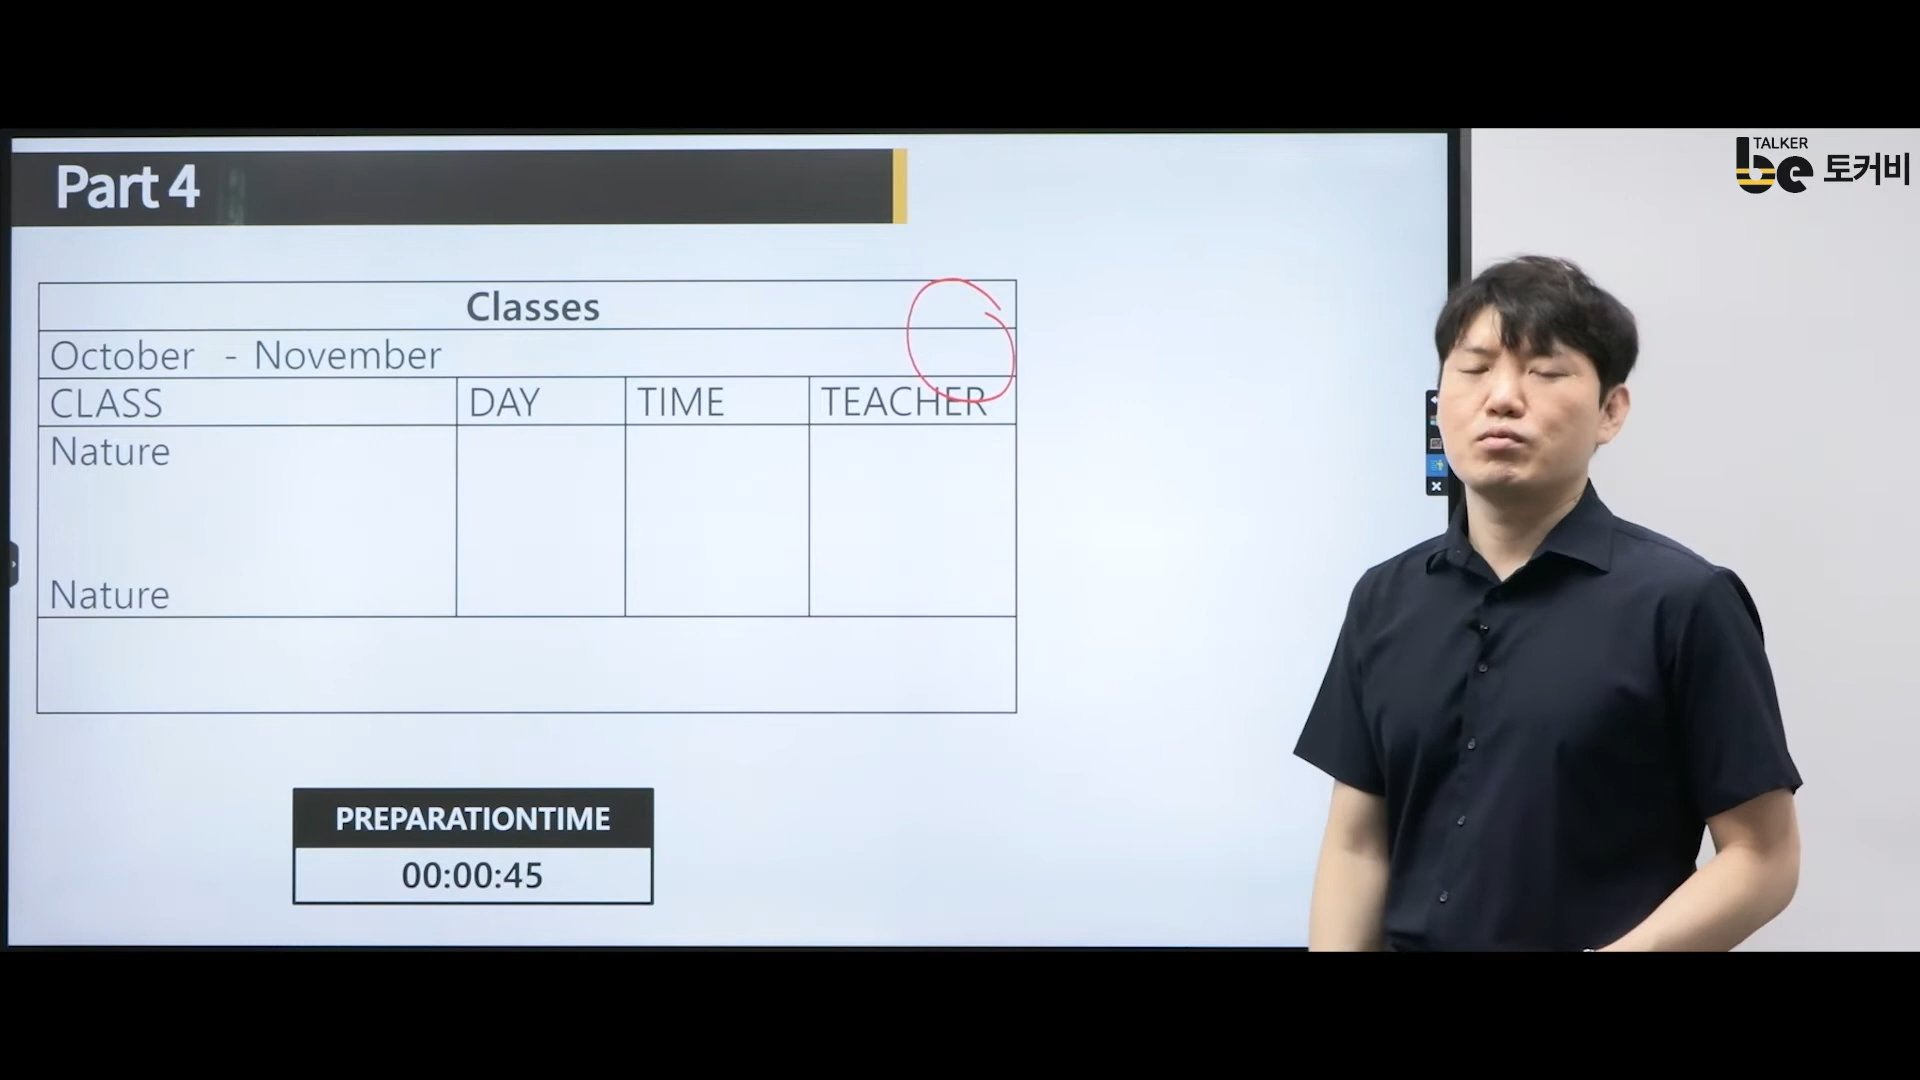 TALKER
be 토커비
Part 4
Classes
October - November
CLASS DAY TIME TEACHER
Nature
Nature
PREPARATIONTIME
00:00:45